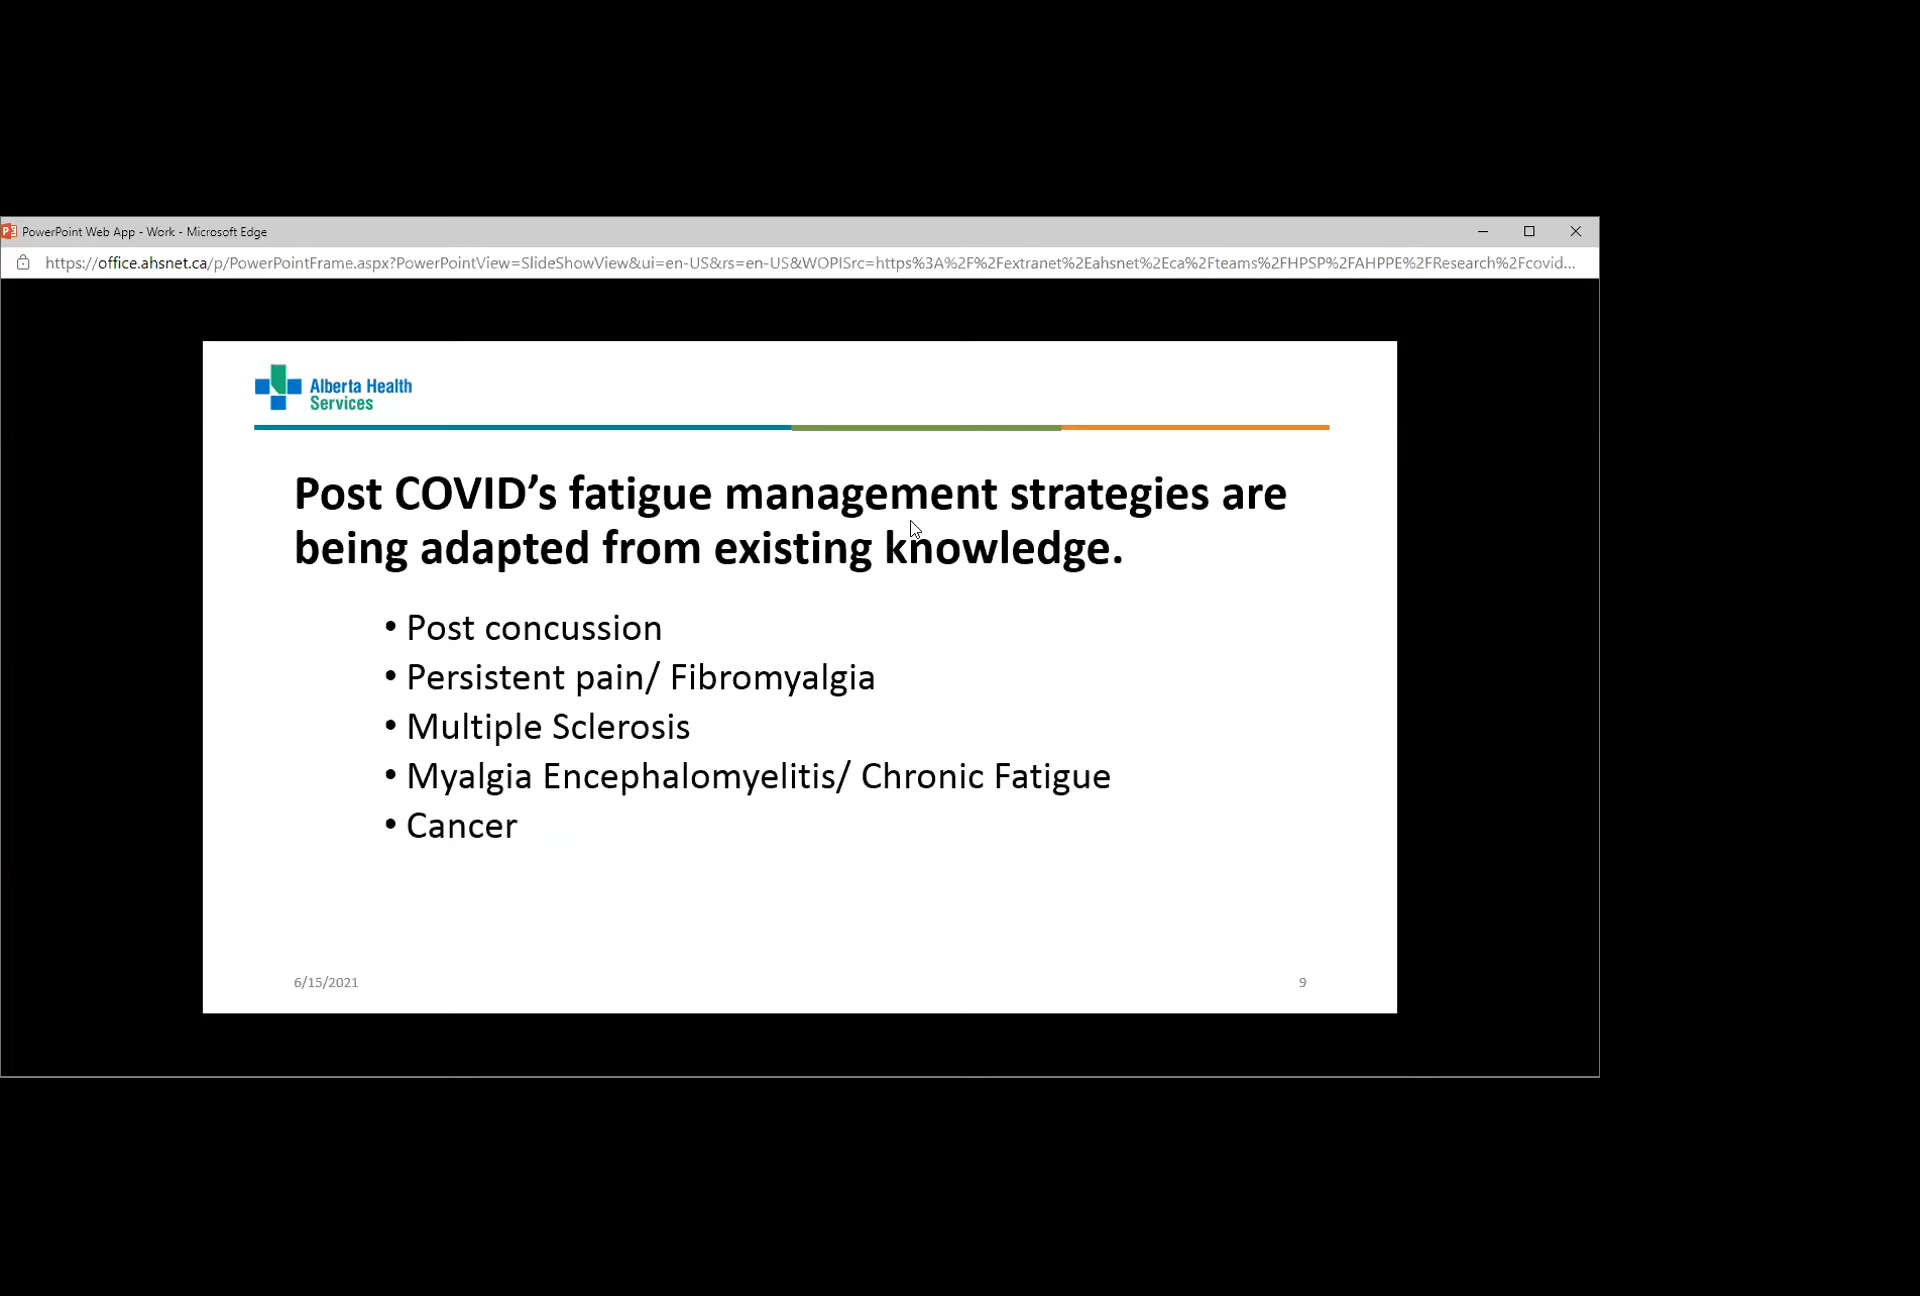 PowerPoint Web App - Work - Microsoft Edge
https://office.ahsnet.ca/p/PowerPointFrame.aspx?PowerPointView=SlideShowView&ui=en-US&rs=en-US&WOPISrc=https%3A%2F%2Fextranet%2Eahsnet%2Eca%2Fteams%2FHPSP%2FAHPPE%2FResearch%2Fcovid...
Alberta Health
Services
Post COVID’s fatigue management strategies are
being adapted from existing knowledge.
• Post concussion
• Persistent pain/ Fibromyalgia
• Multiple Sclerosis
• Myalgia Encephalomyelitis/ Chronic Fatigue
• Cancer
6/15/2021
9